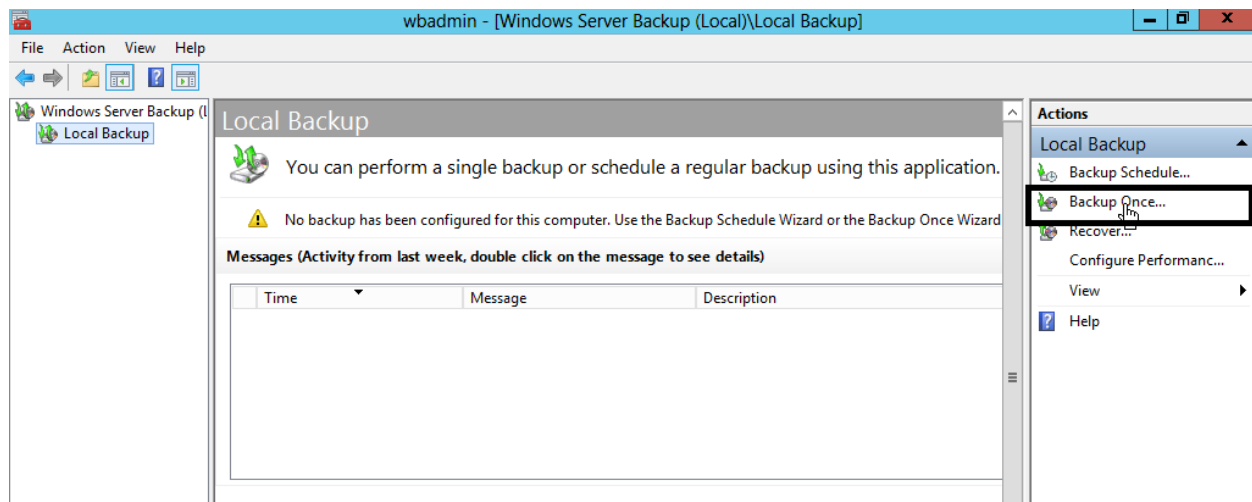 wbadmin - [Windows Server Backup (Local)\Local Backup]
File Action View Help
Windows Server Backup (L
Local Backup
Local Backup
You can perform a single backup or schedule a regular backup using this application.
No backup has been configured for this computer. Use the Backup Schedule Wizard or the Backup Once Wizard
Messages (Activity from last week, double click on the message to see details)
Time Message Description
Actions
Local Backup
Backup Schedule...
Backup Once...
Recover...
Configure Performanc...
View
Help